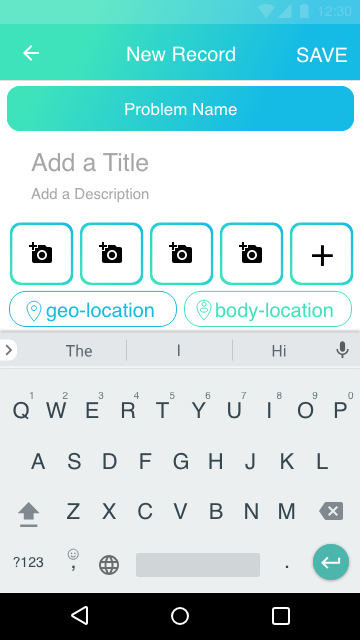 12:30
New Record SAVE
Problem Name
Add a Title
Add a Description
geo-location body-location
The I Hi
1 2 3 4 5 6 7 8 9 0
Q W E R T Y U I O P
A S D F G H J K L
Z X C V B N M
?123 , .